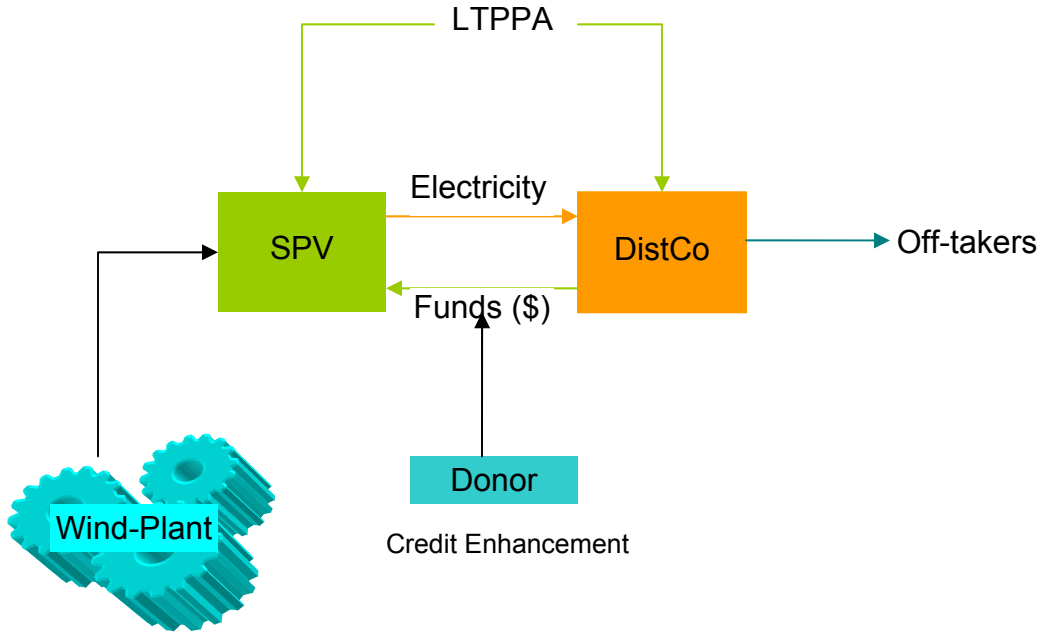 LTPPA
Electricity
SPV
DistCo
Off-takers
Funds ($)
Donor
Wind-Plant
Credit Enhancement